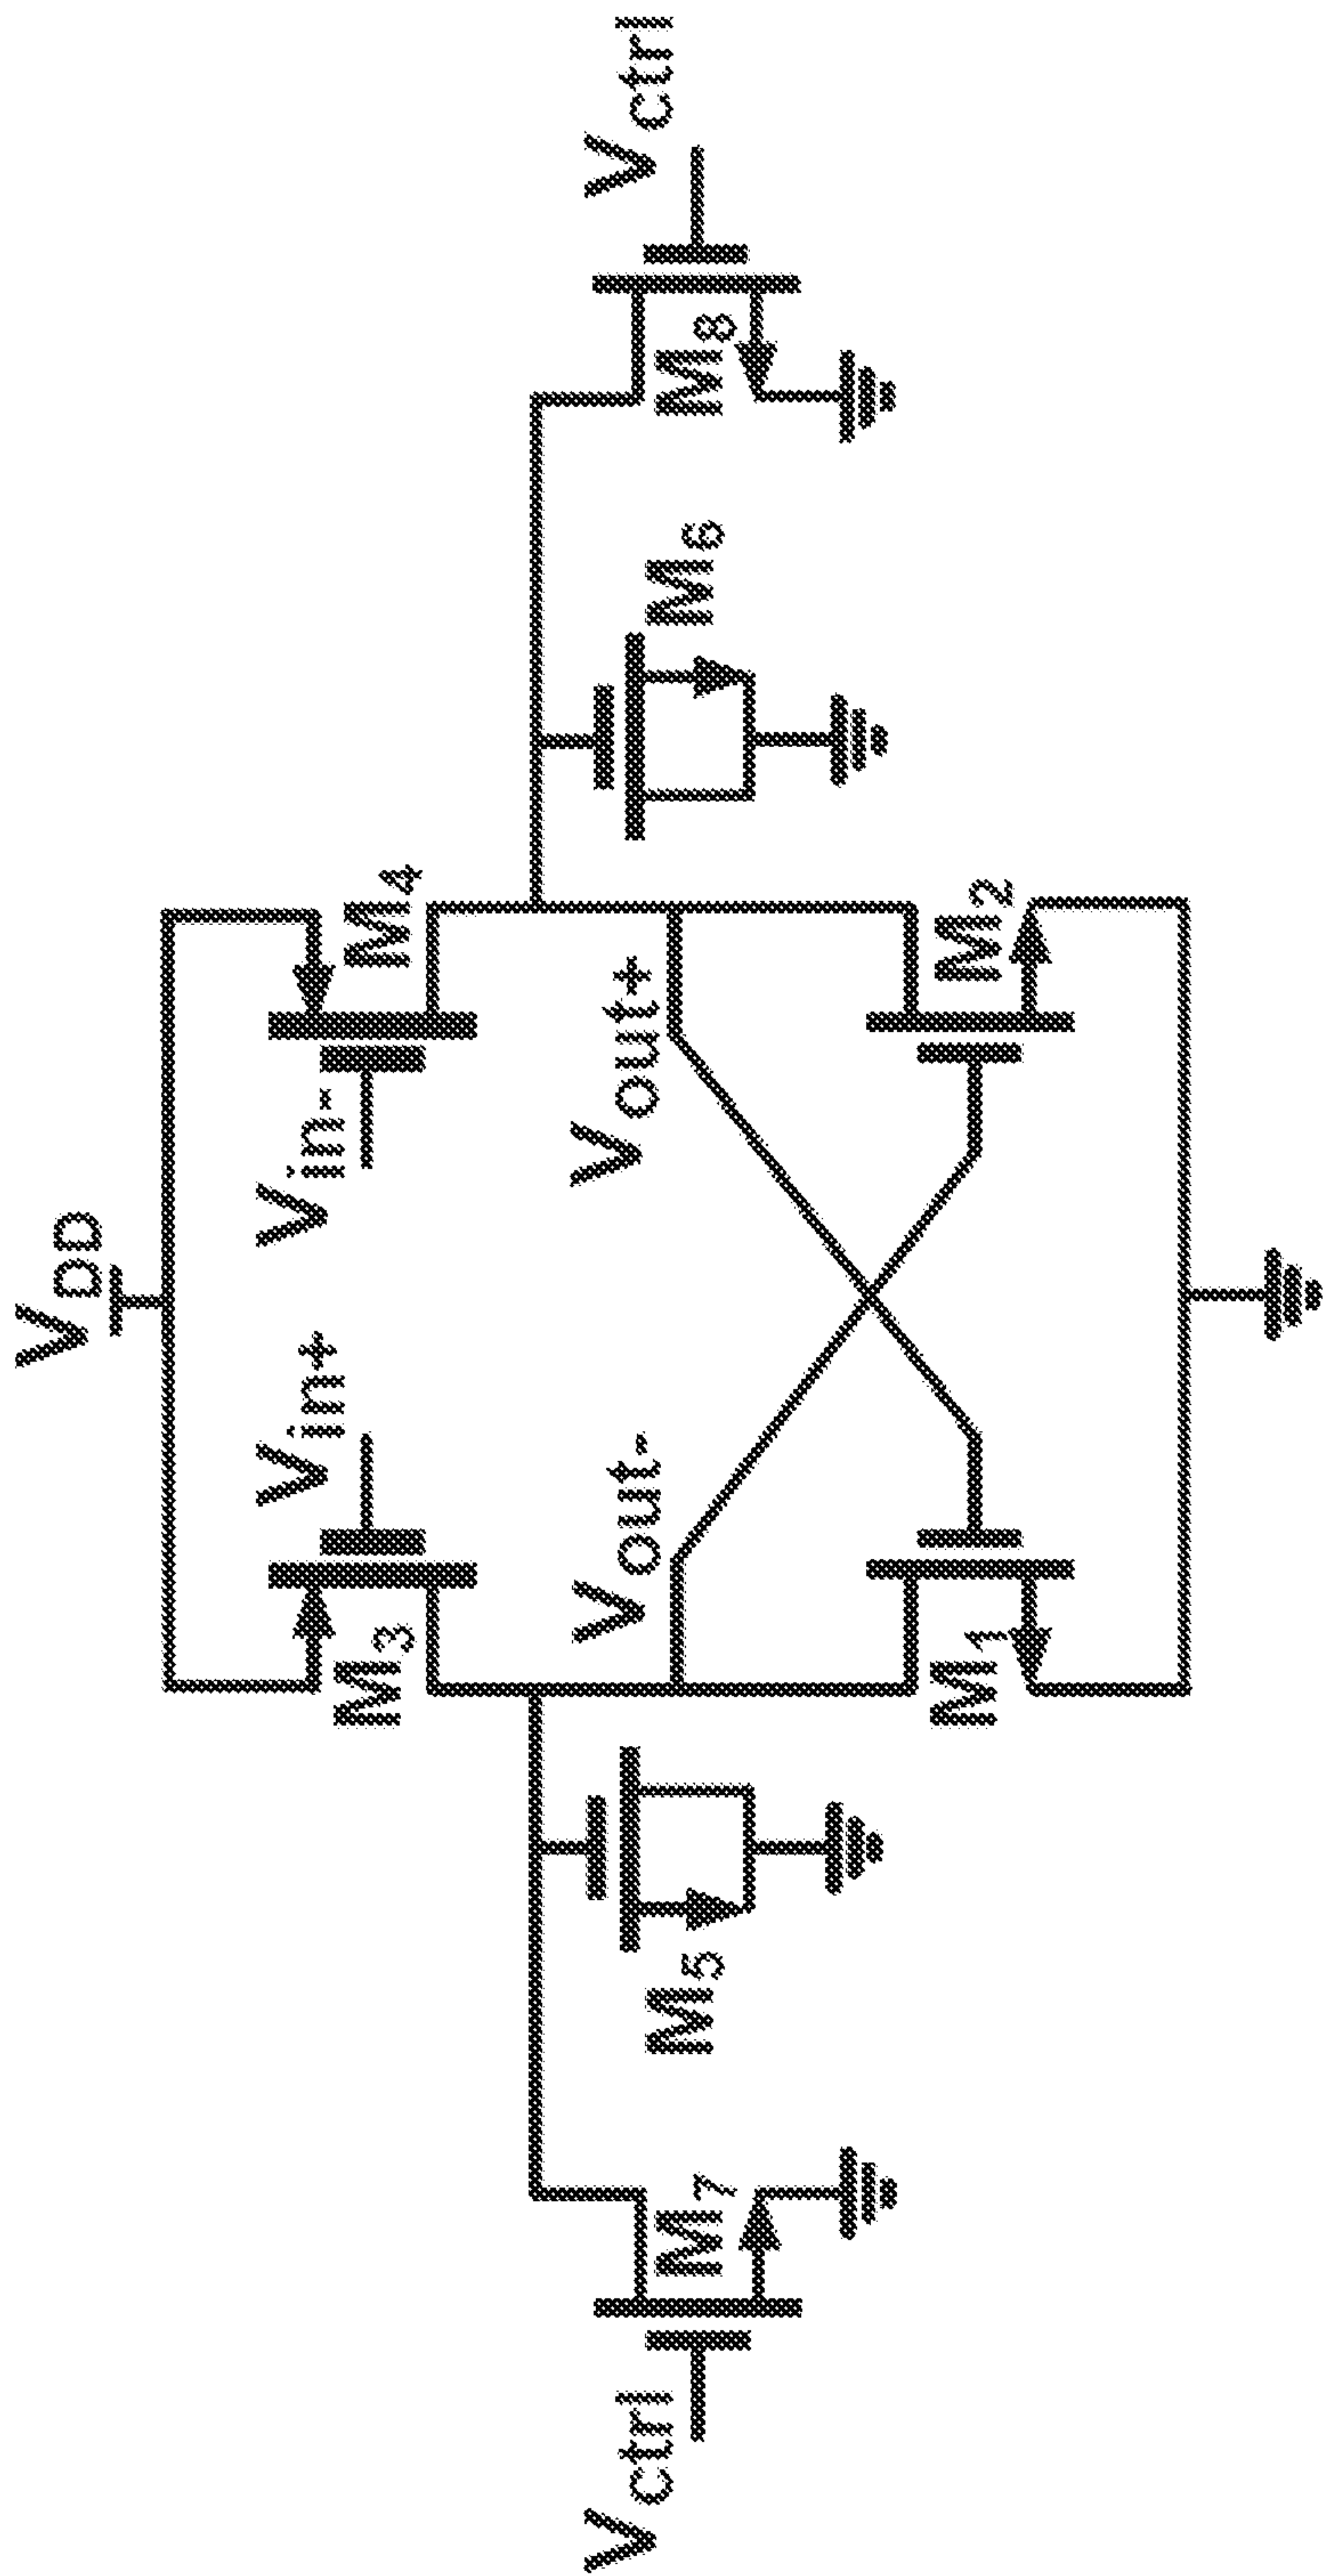 VDD
Vin+
Vin-
M3
M4
Vout-
Vout+
Vctrl
M7
M5
M6
M8
Vctrl
M1
M2